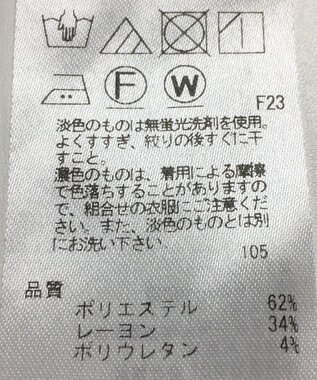 F W F23
淡色のものは無蛍光洗剤を使用。
よくすすぎ、絞りの後すぐに干
すこと。
濃色のものは、着用による摩擦
で色落ちすることがありますの
で、組合せの衣服にご注意くだ
さい。また、淡色のものとは別
にお洗い下さい。
105
品質
ポリエステル 62%
レーヨン 34%
ポリウレタン 4%